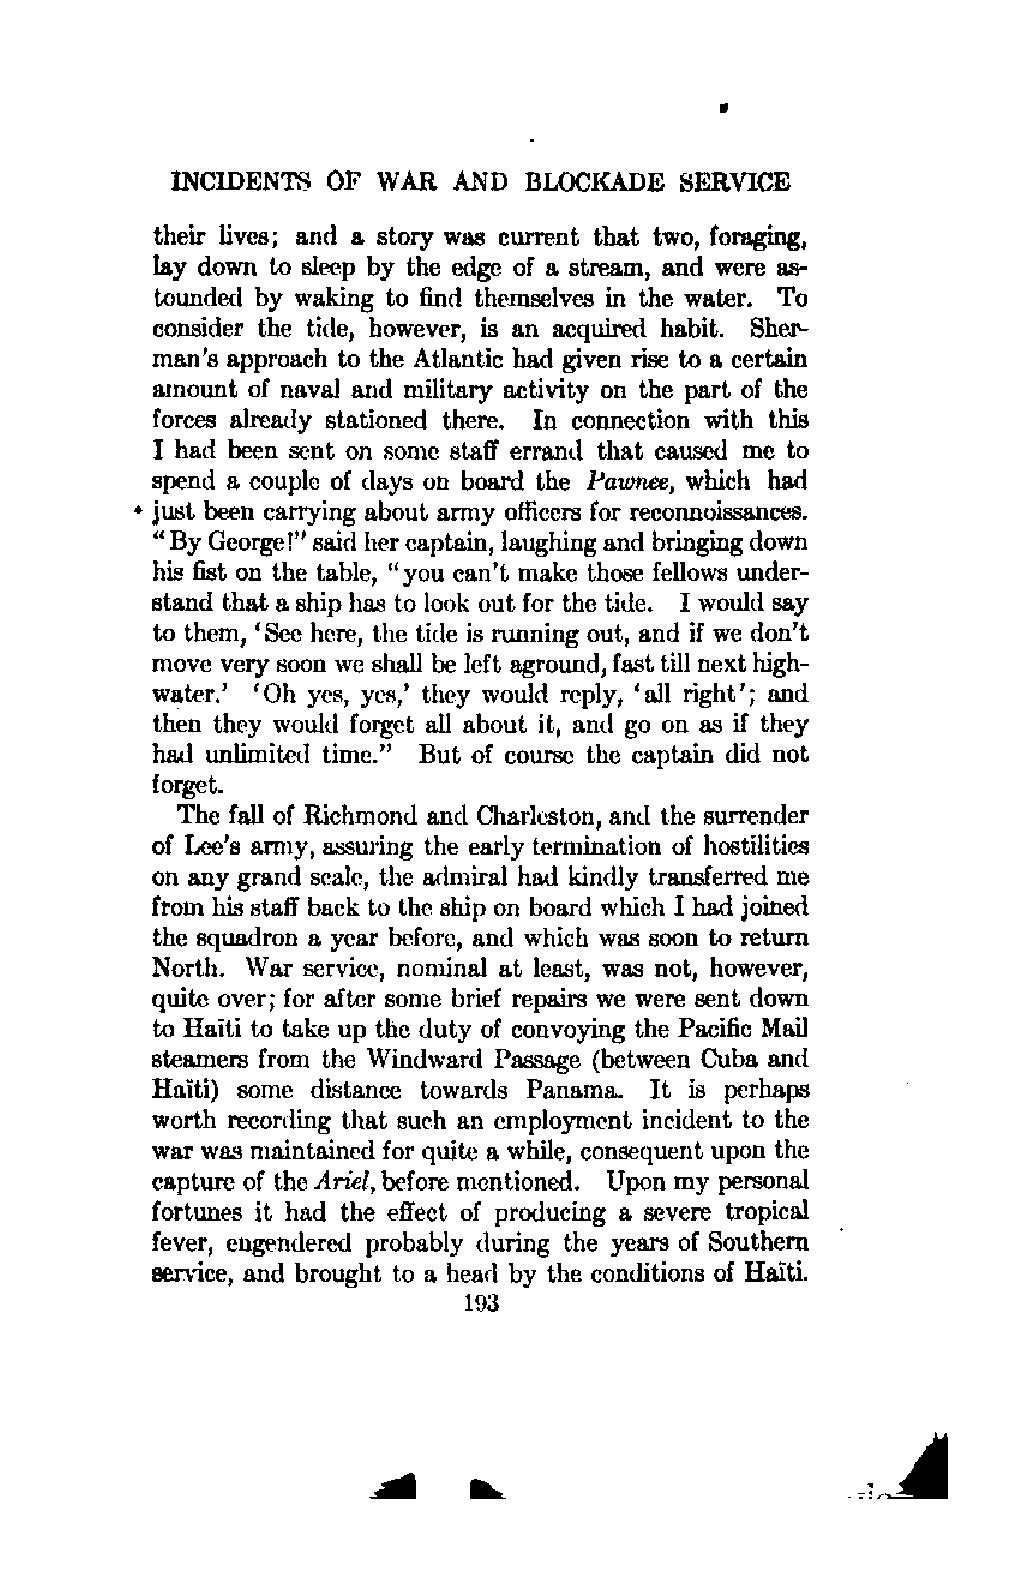 INCIDENTS OF WAR AND BLOCKADE SERVICE
their lives; and a story was current that two, foraging,
lay down to sleep by the edge of a stream, and were as-
tounded by waking to find themselves in the water. To
consider the tide, however, is an acquired habit. Sher-
man's approach to the Atlantic had given rise to a certain
amount of naval and military activity on the part of the
forces already stationed there. In connection with this
I had been sent on some staff errand that caused me to
spend a couple of days on board the Pawnee, which had
just been carrying about army officers for reconnoissances.
"By George!" said her captain, laughing and bringing down
his fist on the table, "you can't make those fellows under-
stand that a ship has to look out for the tide. I would say
to them, 'See here, the tide is running out, and if we don't
move very soon we shall be left aground, fast till next high-
water.' 'Oh yes, yes,' they would reply, 'all right'; and
then they would forget all about it, and go on as if they
had unlimited time." But of course the captain did not
forget.
The fall of Richmond and Charleston, and the surrender
of Lee's army, assuring the early termination of hostilities
on any grand scale, the admiral had kindly transferred me
from his staff back to the ship on board which I had joined
the squadron a year before, and which was soon to return
North. War service, nominal at least, was not, however,
quite over; for after some brief repairs we were sent down
to Haïti to take up the duty of convoying the Pacific Mail
steamers from the Windward Passage (between Cuba and
Haïti) some distance towards Panama. It is perhaps
worth recording that such an employment incident to the
war was maintained for quite a while, consequent upon the
capture of the Ariel, before mentioned. Upon my personal
fortunes it had the effect of producing a severe tropical
fever, engendered probably during the years of Southern
service, and brought to a head by the conditions of Haïti.
193